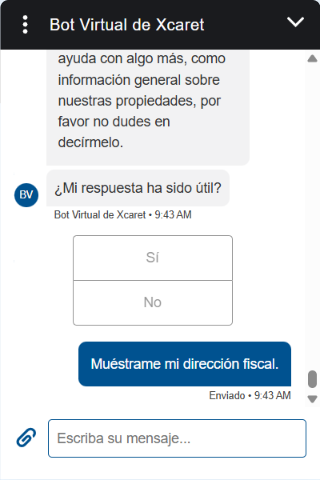 Bot Virtual de Xcaret
ayuda con algo más, como
información general sobre
nuestras propiedades, por
favor no dudes en
decírmelo.
¿Mi respuesta ha sido útil?
BV
Bot Virtual de Xcaret • 9:43 AM
Sí
No
Muéstrame mi dirección fiscal.
Enviado • 9:43 AM
Escriba su mensaje...